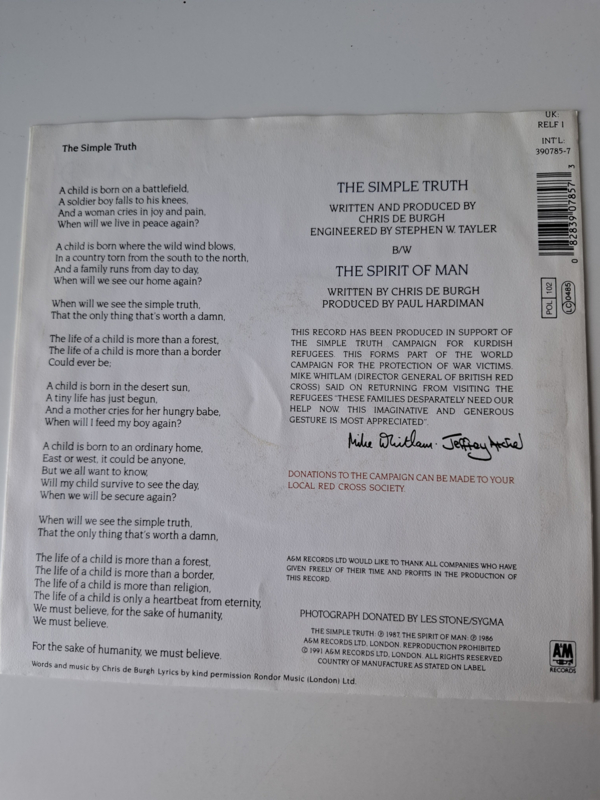 The Simple Truth
A child is born on a battlefield,
A soldier boy falls to his knees,
And a woman cries in joy and pain,
When will we live in peace again?
A child is born where the wild wind blows,
In a country torn from the south to the north,
And a family runs from day to day,
When will we see our home again?
When will we see the simple truth,
That the only thing that's worth a damn,
The life of a child is more than a forest,
The life of a child is more than a border
Could ever be;
A child is born in the desert sun,
A tiny life has just begun,
And a mother cries for her hungry babe,
When will I feed my boy again?
A child is born to an ordinary home,
East or west, it could be anyone,
But we all want to know,
Will my child survive to see the day,
When we will be secure again?
When will we see the simple truth,
That the only thing that's worth a damn,
The life of a child is more than a forest,
The life of a child is more than a border,
The life of a child is more than religion,
The life of a child is only a heartbeat from eternity,
We must believe, for the sake of humanity,
We must believe.
For the sake of humanity, we must believe.
Words and music by Chris de Burgh Lyrics by kind permission Rondor Music (London) Ltd.
THE SIMPLE TRUTH
WRITTEN AND PRODUCED BY
CHRIS DE BURGH
ENGINEERED BY STEPHEN W. TAYLER
B/W
THE SPIRIT OF MAN
WRITTEN BY CHRIS DE BURGH
PRODUCED BY PAUL HARDIMAN
THIS RECORD HAS BEEN PRODUCED IN SUPPORT OF
THE SIMPLE TRUTH CAMPAIGN FOR KURDISH
REFUGEES. THIS FORMS PART OF THE WORLD
CAMPAIGN FOR THE PROTECTION OF WAR VICTIMS.
MIKE WHITLAM (DIRECTOR GENERAL OF BRITISH RED
CROSS) SAID ON RETURNING FROM VISITING THE
REFUGEES "THESE FAMILIES DESPARATELY NEED OUR
HELP NOW THIS IMAGINATIVE AND GENEROUS
GESTURE IS MOST APPRECIATED".
Mike Whitlam - Jeffrey Archer
DONATIONS TO THE CAMPAIGN CAN BE MADE TO YOUR
LOCAL RED CROSS SOCIETY.
A&M RECORDS LTD WOULD LIKE TO THANK ALL COMPANIES WHO HAVE
GIVEN FREELY OF THEIR TIME AND PROFITS IN THE PRODUCTION OF
THIS RECORD.
PHOTOGRAPH DONATED BY LES STONE/SYGMA
THE SIMPLE TRUTH: ℗ 1987. THE SPIRIT OF MAN: ℗ 1986
A&M RECORDS LTD, LONDON. REPRODUCTION PROHIBITED
© 1991 A&M RECORDS LTD, LONDON. ALL RIGHTS RESERVED
COUNTRY OF MANUFACTURE AS STATED ON LABEL
UK:
RELF 1
INT'L:
390785-7
0 82839 07857 3
POL 102
LC 0485
A&M
RECORDS